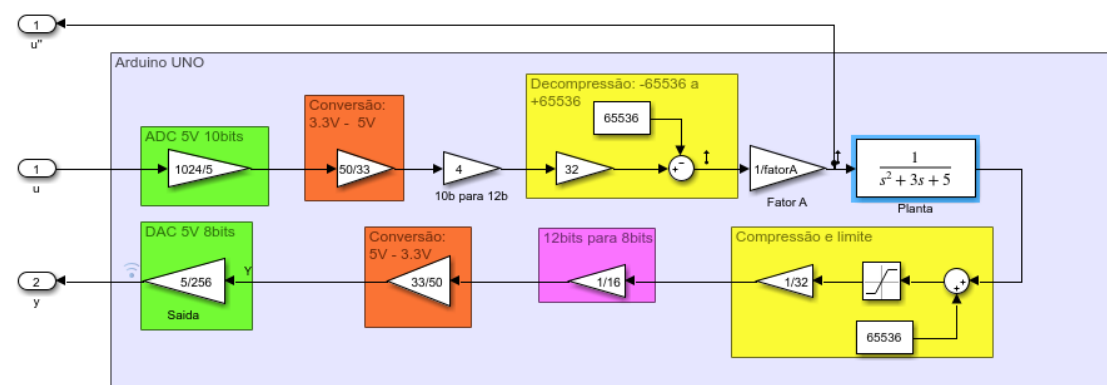 1
u''
Arduino UNO
ADC 5V 10bits
1024/5
Conversão:
3.3V -  5V
50/33
4
10b para 12b
Decompressão: -65536 a
+65536
65536
32
1/fatorA
Fator A
1
s² + 3s + 5
Planta
1
u
DAC 5V 8bits
5/256
Saida
Y
Conversão:
5V - 3.3V
33/50
12bits para 8bits
1/16
Compressão e limite
1/32
65536
2
y